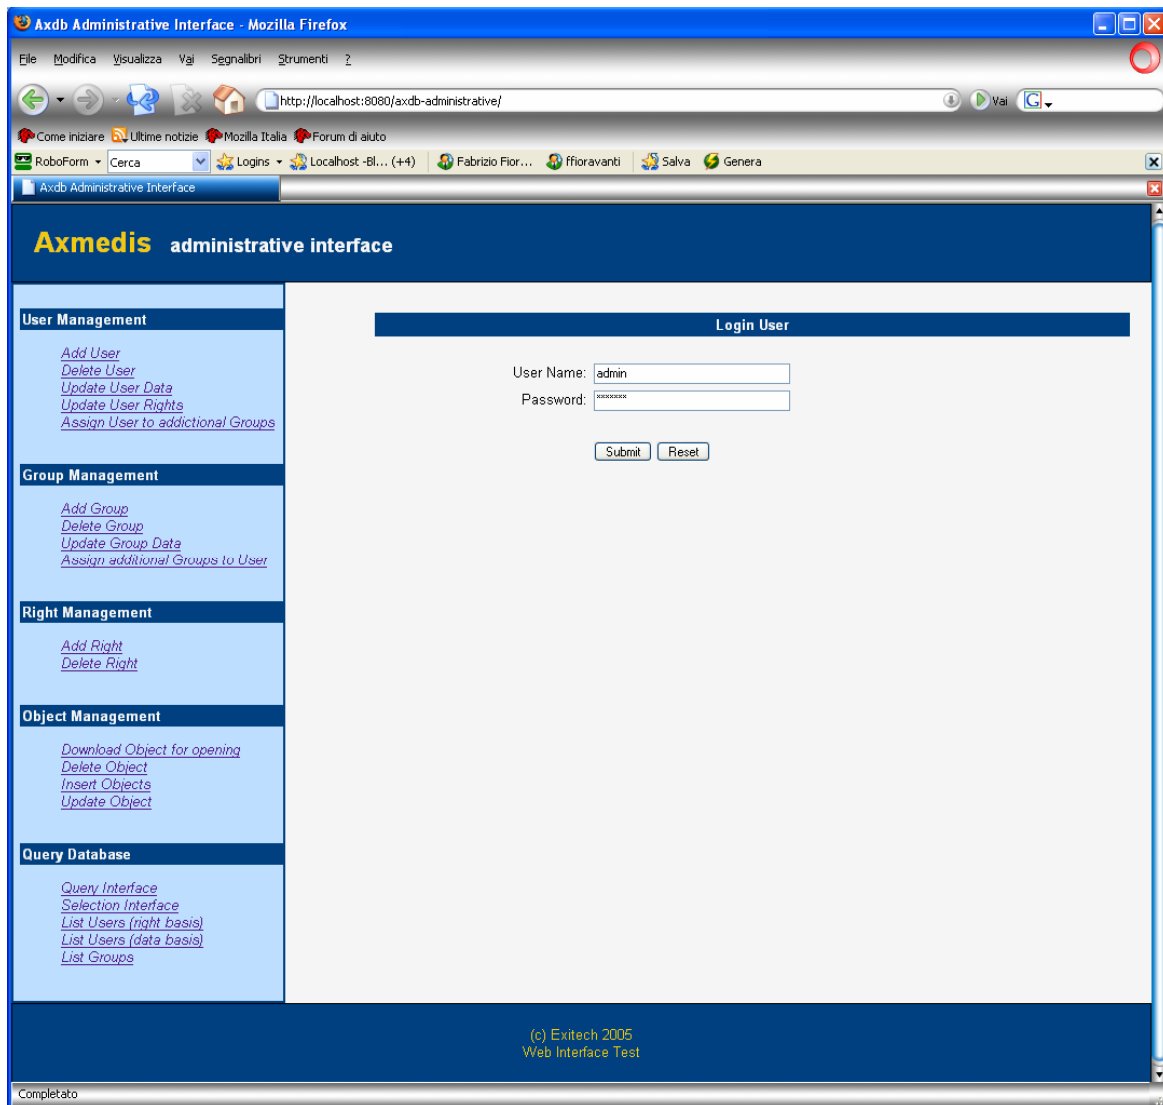 Axdb Administrative Interface - Mozilla Firefox
File Modifica Visualizza Vai Segnalibri Strumenti ?
http://localhost:8080/axdb-administrative/ Vai G
Come iniziare Ultime notizie Mozilla Italia Forum di aiuto
RoboForm Cerca Logins Localhost -Bl... (+4) Fabrizio Fior... ffioravanti Salva Genera
Axdb Administrative Interface
Axmedis administrative interface
User Management
Add User
Delete User
Update User Data
Update User Rights
Assign User to addictional Groups
Group Management
Add Group
Delete Group
Update Group Data
Assign additional Groups to User
Right Management
Add Right
Delete Right
Object Management
Download Object for opening
Delete Object
Insert Objects
Update Object
Query Database
Query Interface
Selection Interface
List Users (right basis)
List Users (data basis)
List Groups
Login User
User Name: admin
Password: *******
Submit Reset
(c) Exitech 2005
Web Interface Test
Completato